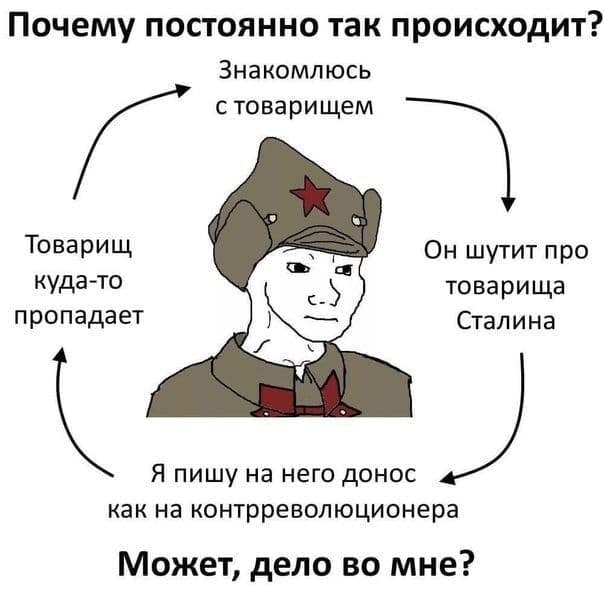 Почему постоянно так происходит?
Знакомлюсь
с товарищем
Он шутит про
товарища
Сталина
Я пишу на него донос
как на контрреволюционера
Товарищ
куда-то
пропадает
Может, дело во мне?